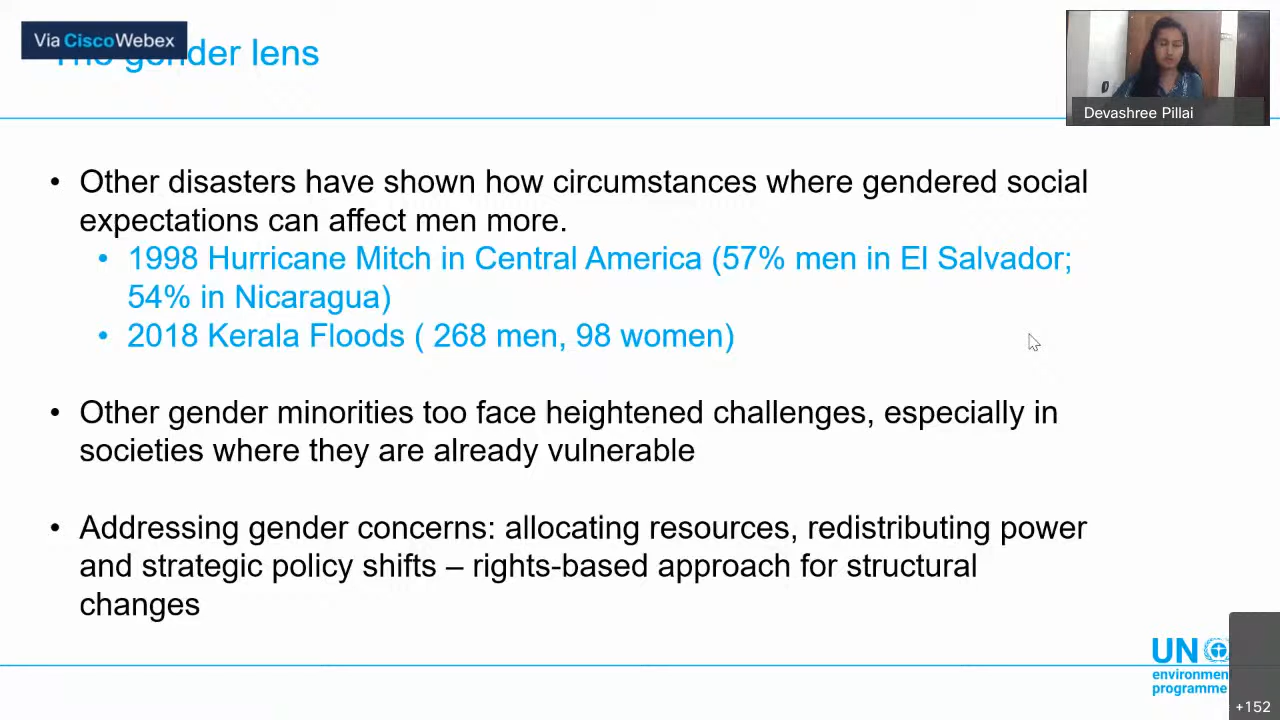 Via Cisco Webex
The gender lens
Devashree Pillai
• Other disasters have shown how circumstances where gendered social
expectations can affect men more.
• 1998 Hurricane Mitch in Central America (57% men in El Salvador;
54% in Nicaragua)
• 2018 Kerala Floods ( 268 men, 98 women)
• Other gender minorities too face heightened challenges, especially in
societies where they are already vulnerable
• Addressing gender concerns: allocating resources, redistributing power
and strategic policy shifts – rights-based approach for structural
changes
UN
environmen
programme
+152